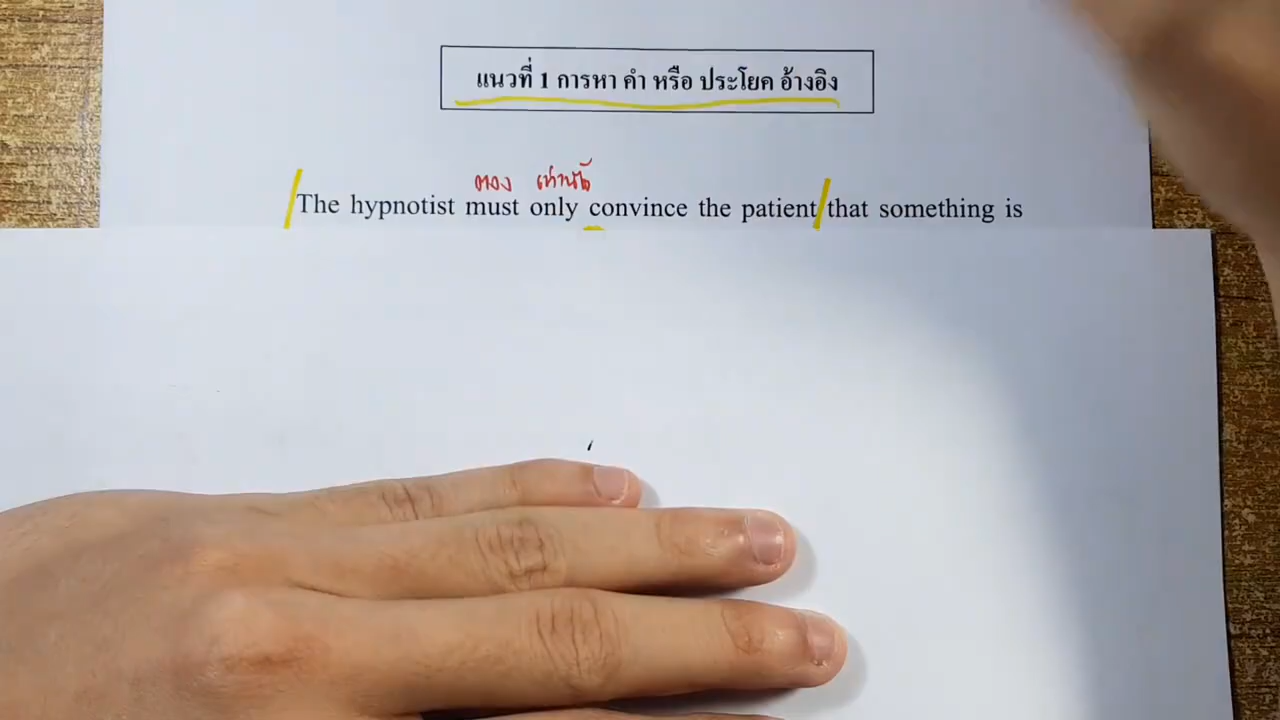 แนวที่ 1 การหา คำ หรือ ประโยค อ้างอิง
ต้อง เท่านั้น
The hypnotist must only convince the patient that something is